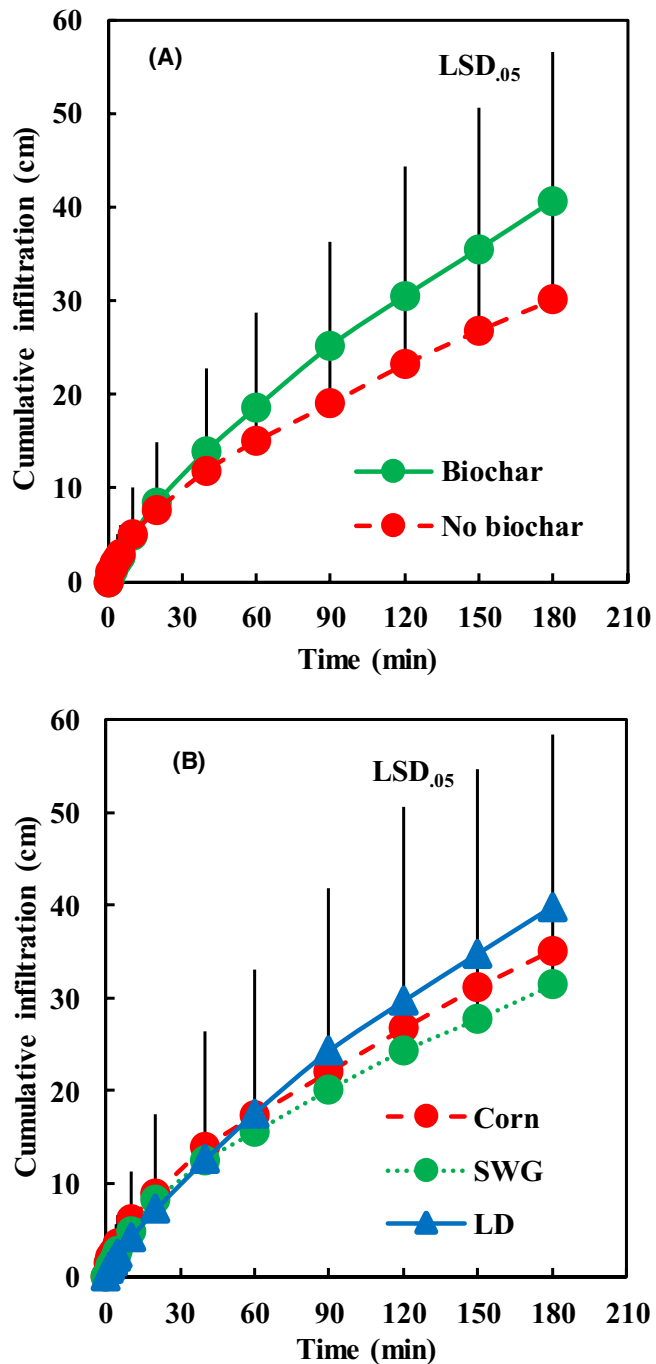 60
(A)
LSD.05
50
40
30
20
10
0
Cumulative infiltration (cm)
Biochar
No biochar
0 30 60 90 120 150 180 210
Time (min)
60
(B)
LSD.05
50
40
30
20
10
0
Cumulative infiltration (cm)
Corn
SWG
LD
0 30 60 90 120 150 180 210
Time (min)